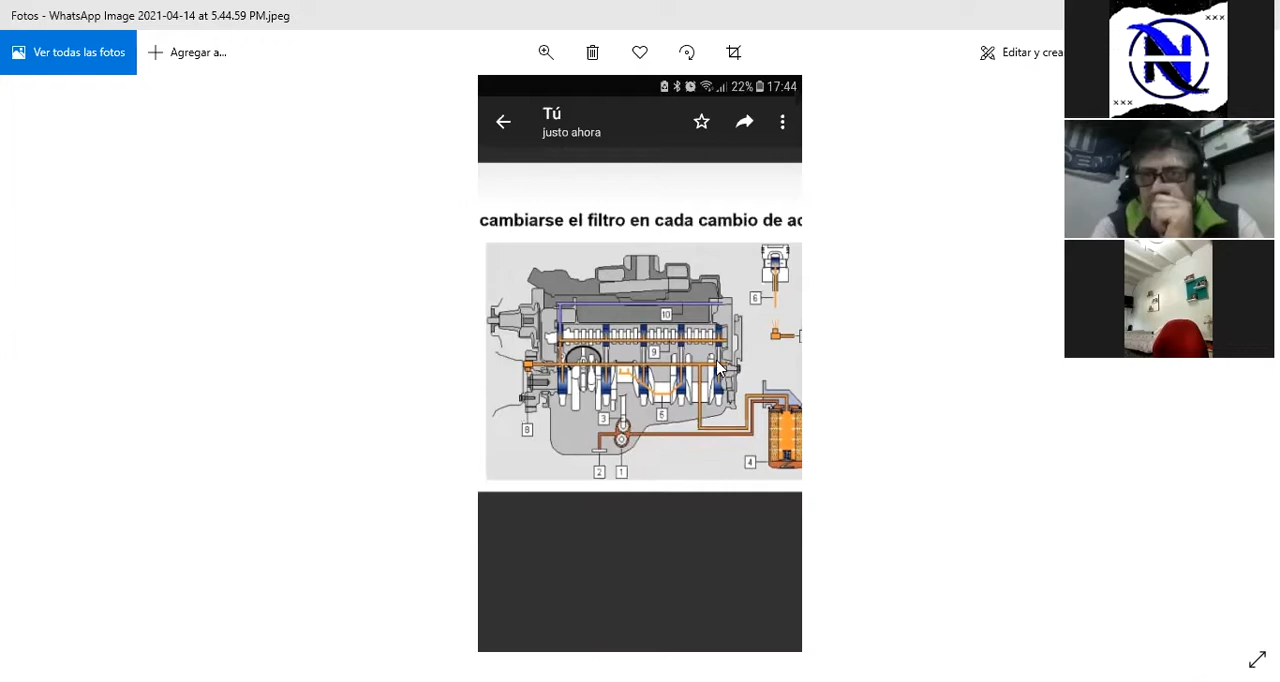 Fotos - WhatsApp Image 2021-04-14 at 5.44.59 PM.jpeg
Ver todas las fotos
Agregar a...
Editar y crea
22% 17:44
Tú
justo ahora
cambiarse el filtro en cada cambio de ac
6
10
9
3
6
8
4
2
1
N